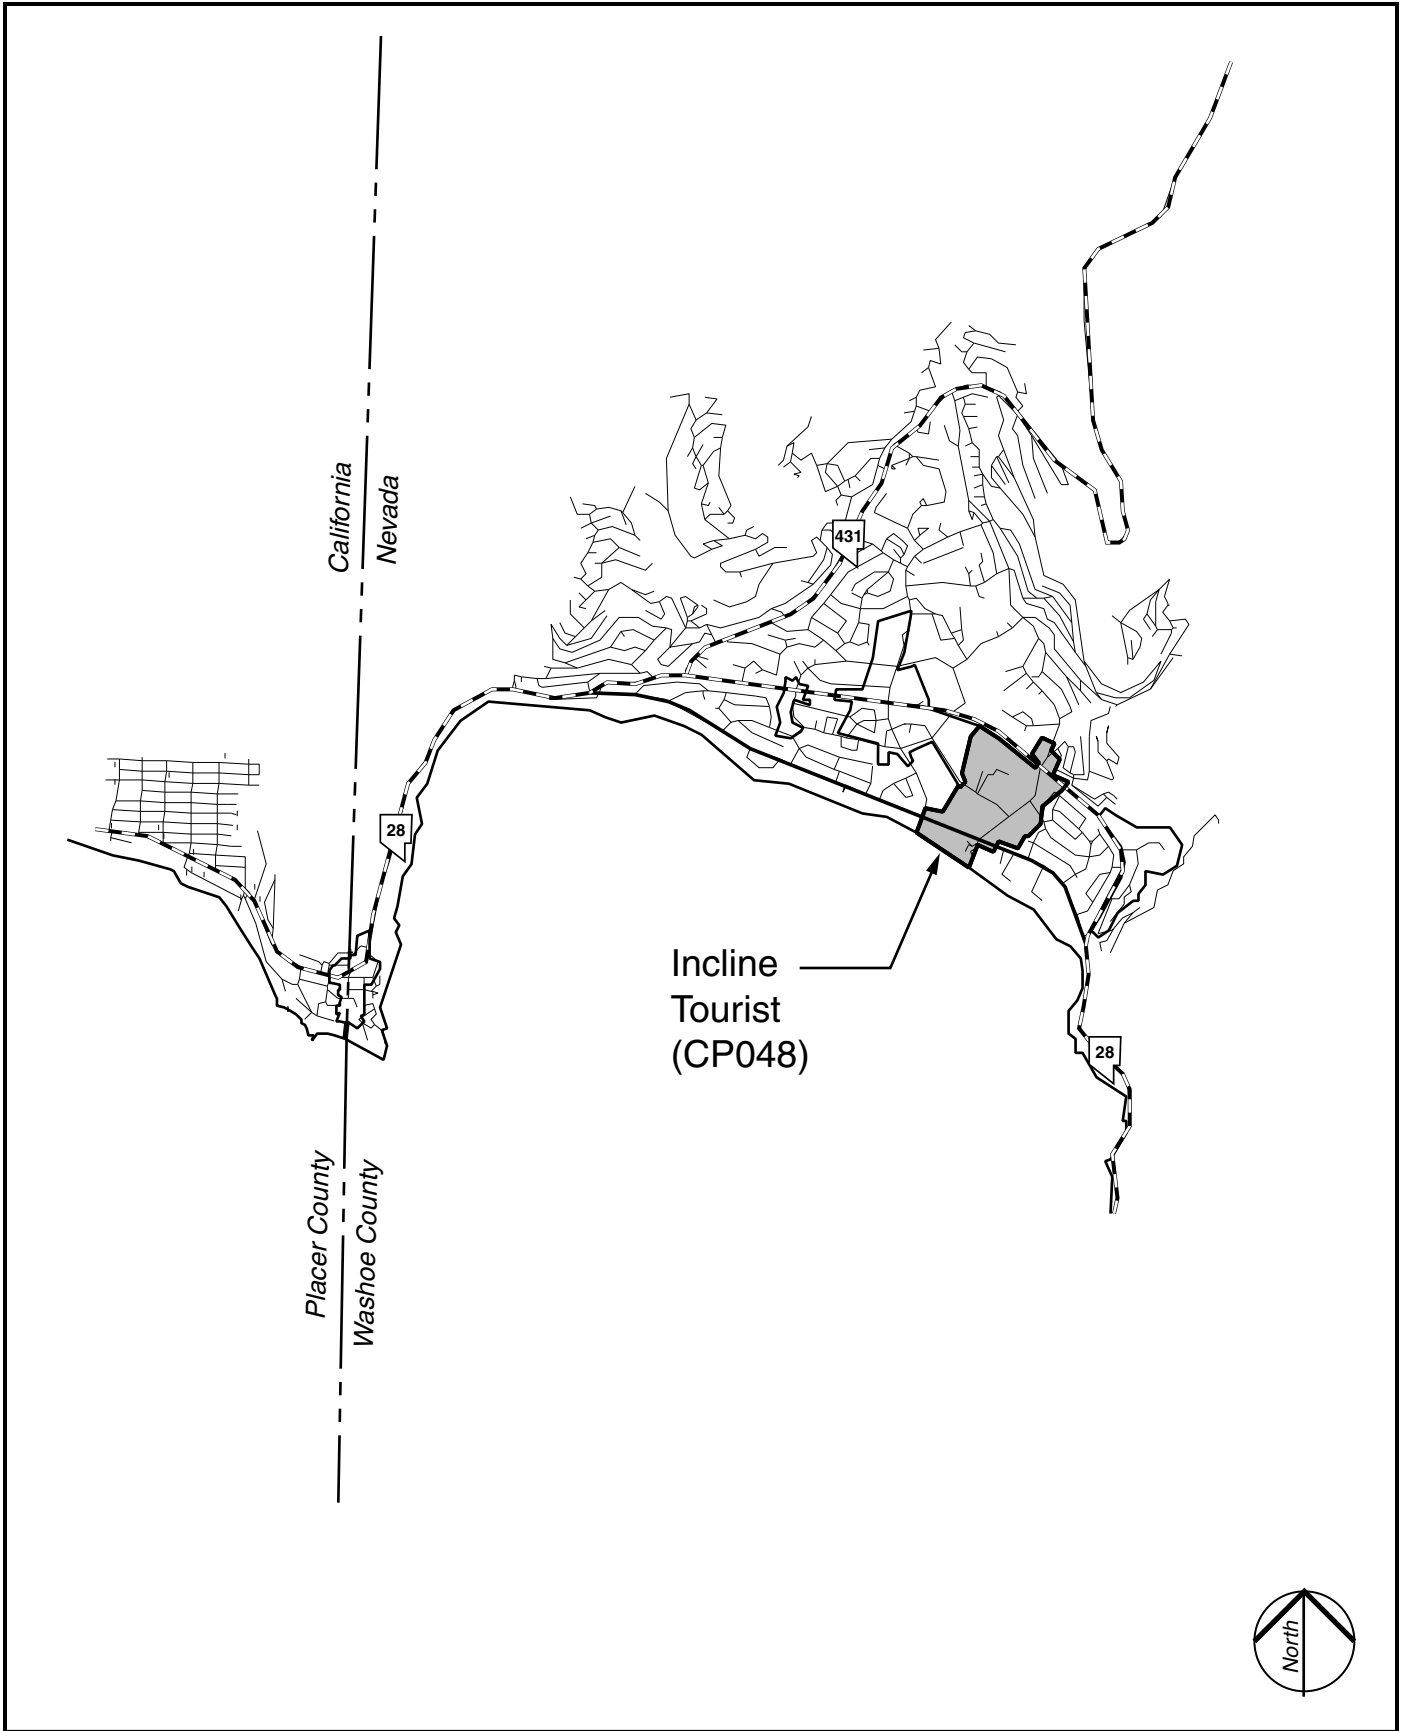 California
Nevada
431
28
Incline
Tourist
(CP048)
28
Placer County
Washoe County
North